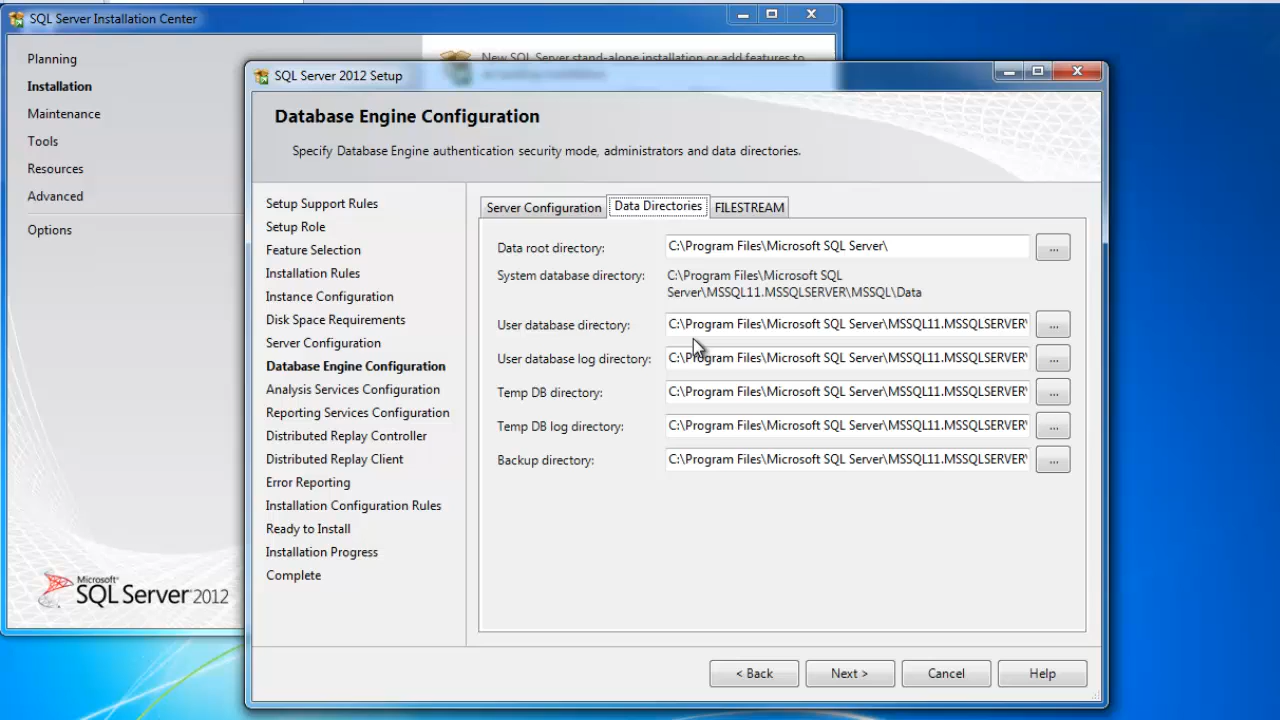 SQL Server Installation Center
Planning
Installation
Maintenance
Tools
Resources
Advanced
Options
New SQL Server stand-alone installation or add features to
Microsoft®
SQL Server 2012
SQL Server 2012 Setup
Database Engine Configuration
Specify Database Engine authentication security mode, administrators and data directories.
Setup Support Rules
Setup Role
Feature Selection
Installation Rules
Instance Configuration
Disk Space Requirements
Server Configuration
Database Engine Configuration
Analysis Services Configuration
Reporting Services Configuration
Distributed Replay Controller
Distributed Replay Client
Error Reporting
Installation Configuration Rules
Ready to Install
Installation Progress
Complete
Server Configuration Data Directories FILESTREAM
Data root directory: C:\Program Files\Microsoft SQL Server\ ...
System database directory: C:\Program Files\Microsoft SQL
Server\MSSQL11.MSSQLSERVER\MSSQL\Data
User database directory: C:\Program Files\Microsoft SQL Server\MSSQL11.MSSQLSERVER\ ...
User database log directory: C:\Program Files\Microsoft SQL Server\MSSQL11.MSSQLSERVER\ ...
Temp DB directory: C:\Program Files\Microsoft SQL Server\MSSQL11.MSSQLSERVER\ ...
Temp DB log directory: C:\Program Files\Microsoft SQL Server\MSSQL11.MSSQLSERVER\ ...
Backup directory: C:\Program Files\Microsoft SQL Server\MSSQL11.MSSQLSERVER\ ...
< Back Next > Cancel Help